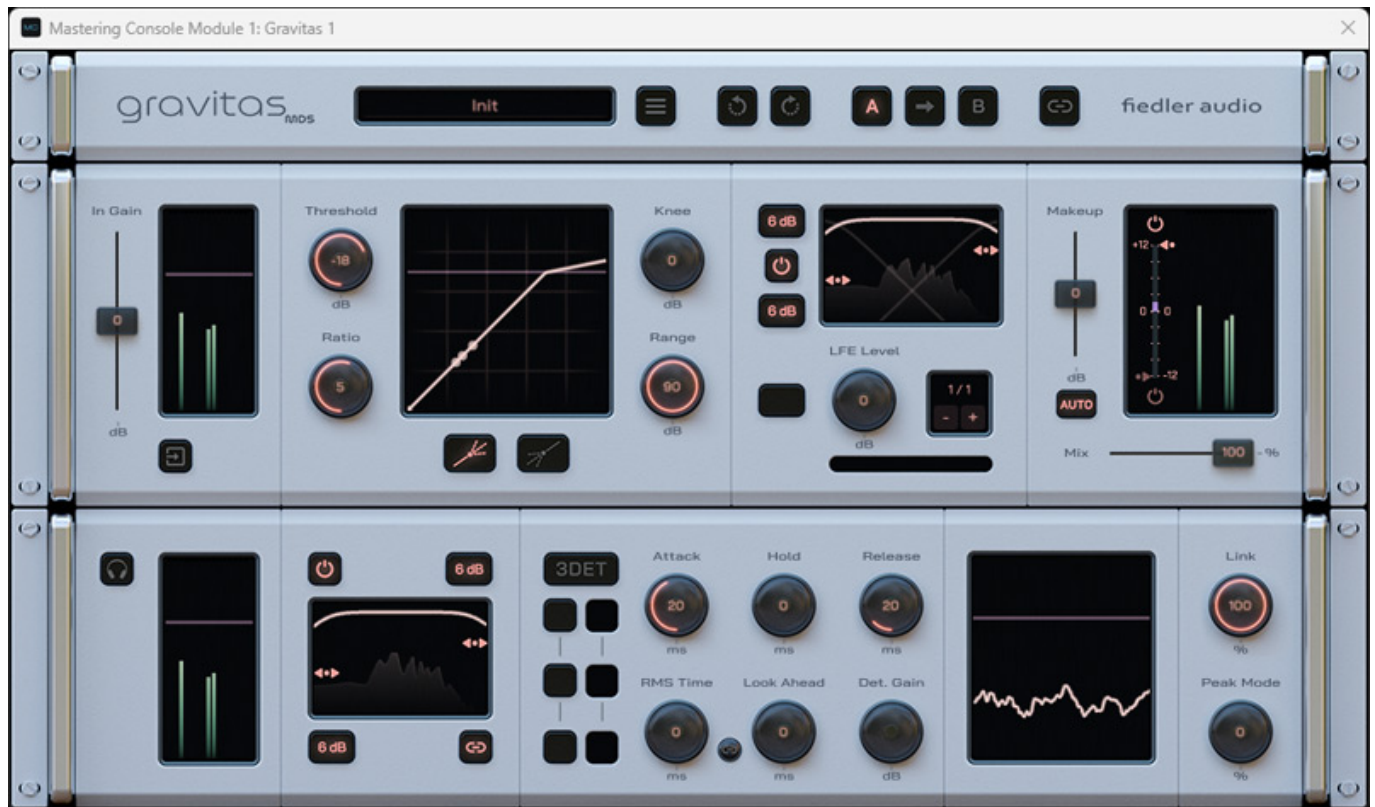 MC Mastering Console Module 1: Gravitas 1
gravitas MDS
Init
A
B
fiedler audio
In Gain
0
dB
Threshold
-18
dB
Ratio
5
Knee
0
dB
Range
90
dB
6 dB
6 dB
LFE Level
0
dB
1/1
- +
Makeup
0
dB
AUTO
+12
0 0
-12
Mix 100 - %
6 dB
6 dB
3DET
Attack
20
ms
Hold
0
ms
Release
20
ms
RMS Time
0
ms
Look Ahead
0
ms
Det. Gain
dB
Link
100
%
Peak Mode
0
%